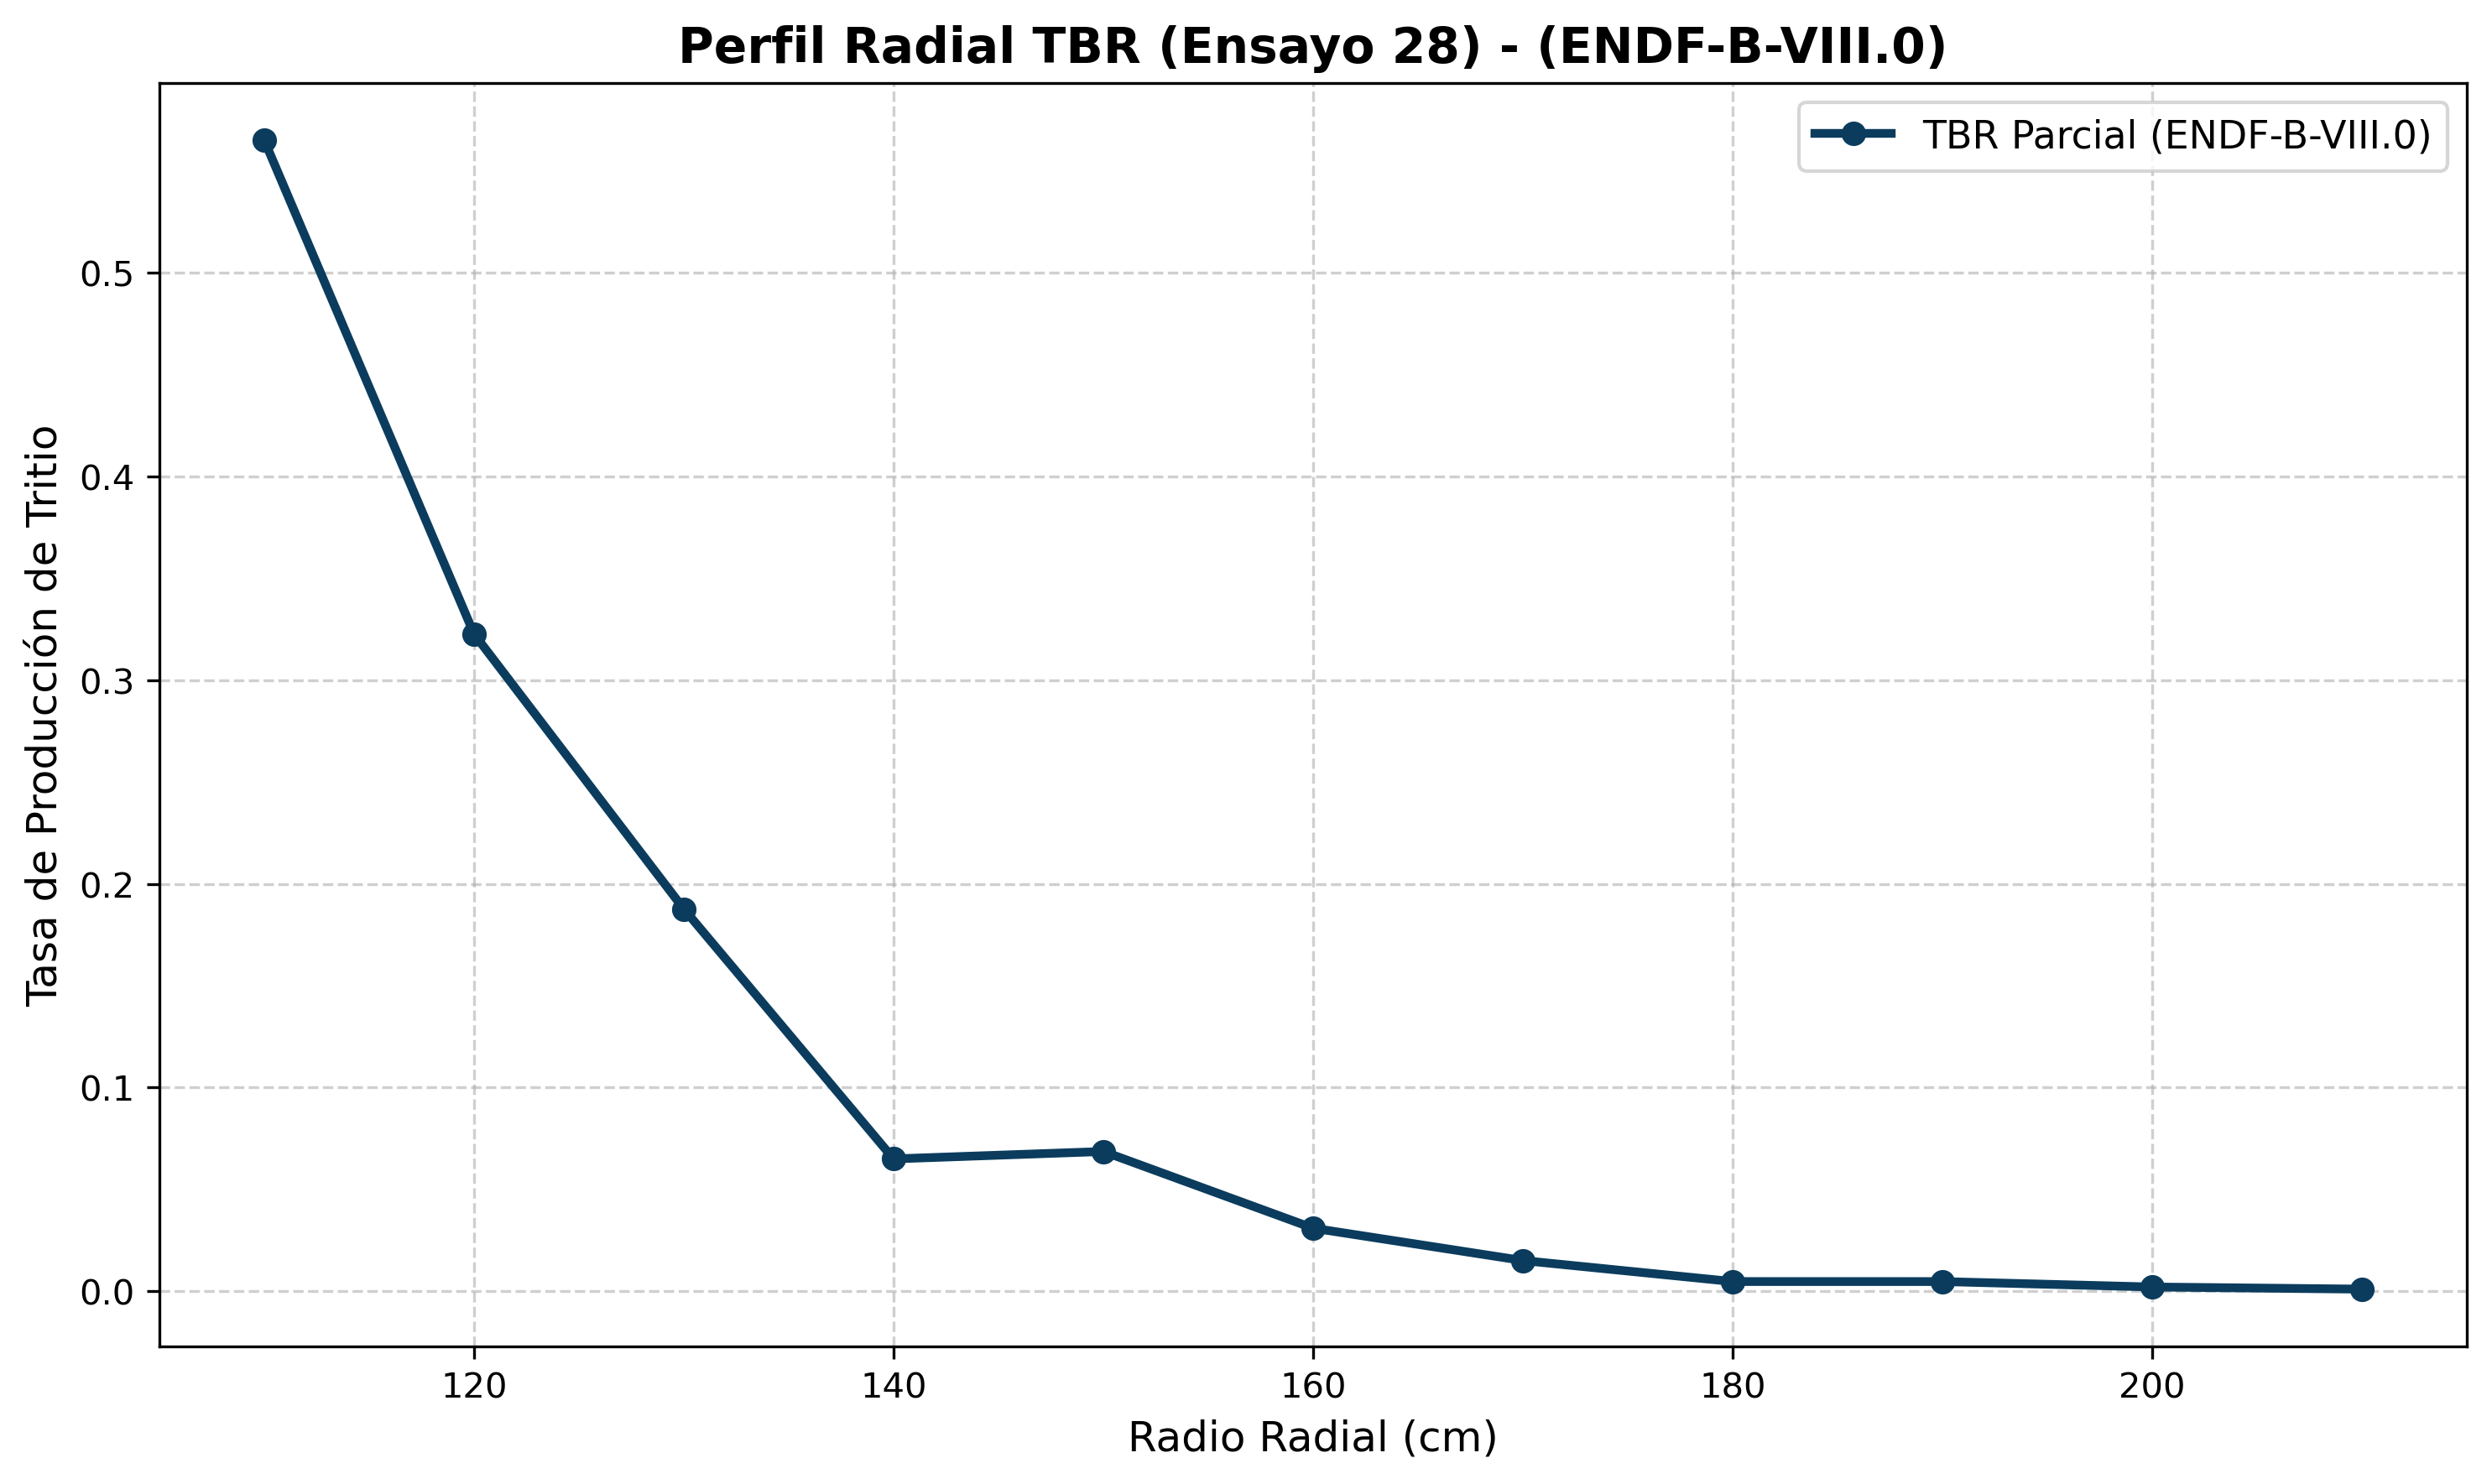 Perfil Radial TBR (Ensayo 28) - (ENDF-B-VIII.0)
TBR Parcial (ENDF-B-VIII.0)
Tasa de Producción de Tritio
0.5
0.4
0.3
0.2
0.1
0.0
120
140
160
180
200
Radio Radial (cm)